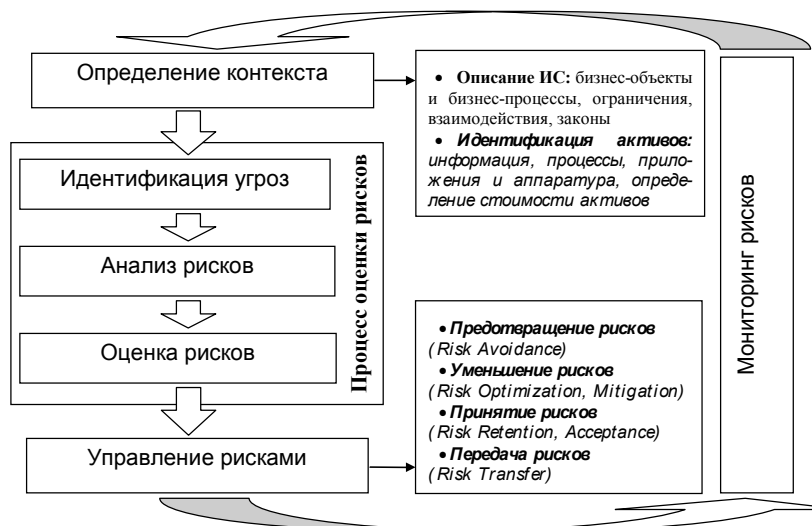 Определение контекста
• Описание ИС: бизнес-объекты
и бизнес-процессы, ограничения,
взаимодействия, законы
• Идентификация активов:
информация, процессы, прило-
жения и аппаратура, опреде-
ление стоимости активов
Идентификация угроз
Анализ рисков
Оценка рисков
Процесс оценки рисков
Управление рисками
• Предотвращение рисков
(Risk Avoidance)
• Уменьшение рисков
(Risk Optimization, Mitigation)
• Принятие рисков
(Risk Retention, Acceptance)
• Передача рисков
(Risk Transfer)
Мониторинг рисков